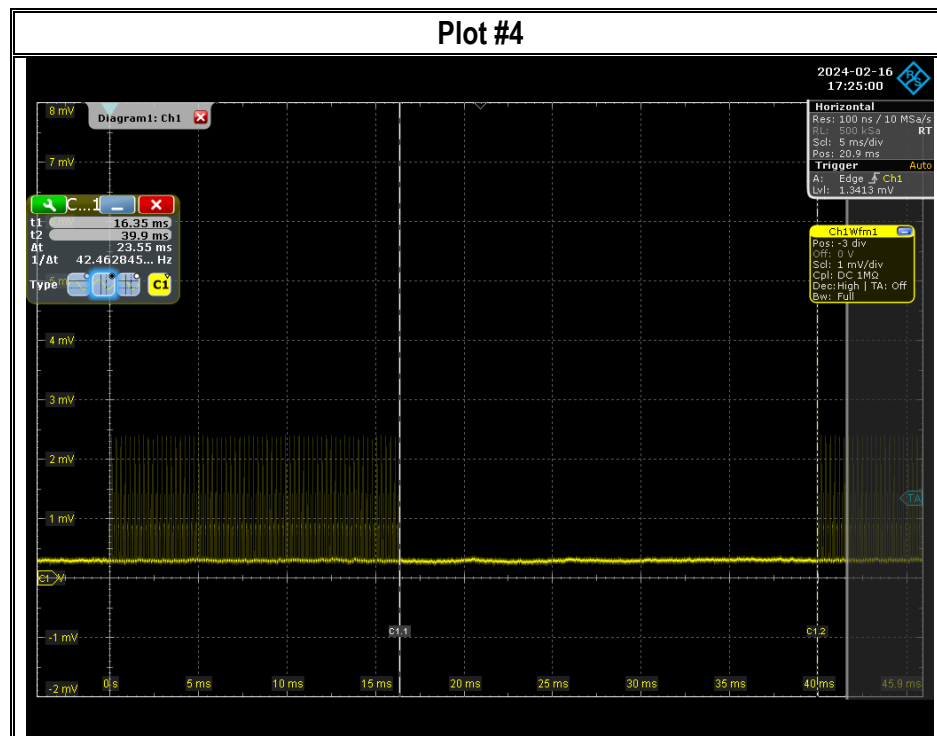 Plot #4
2024-02-16
17:25:00
Diagram1: Ch1
Horizontal
Res: 100 ns / 10 MSa/s
RL: 500 kSa RT
Scl: 5 ms/div
Pos: 20.9 ms
Trigger Auto
A: Edge Ch1
Lvl: 1.3413 mV
C...1
t1 16.35 ms
t2 39.9 ms
Δt 23.55 ms
1/Δt 42.462845... Hz
Type C1
Ch1Wfm1
Pos: -3 div
Off: 0 V
Scl: 1 mV/div
Cpl: DC 1MΩ
Dec:High | TA: Off
Bw: Full
8 mV
7 mV
4 mV
3 mV
2 mV
1 mV
TA
C1
-1 mV
C1.1
C1.2
-2 mV
0 s 5 ms 10 ms 15 ms 20 ms 25 ms 30 ms 35 ms 40 ms 45.9 ms